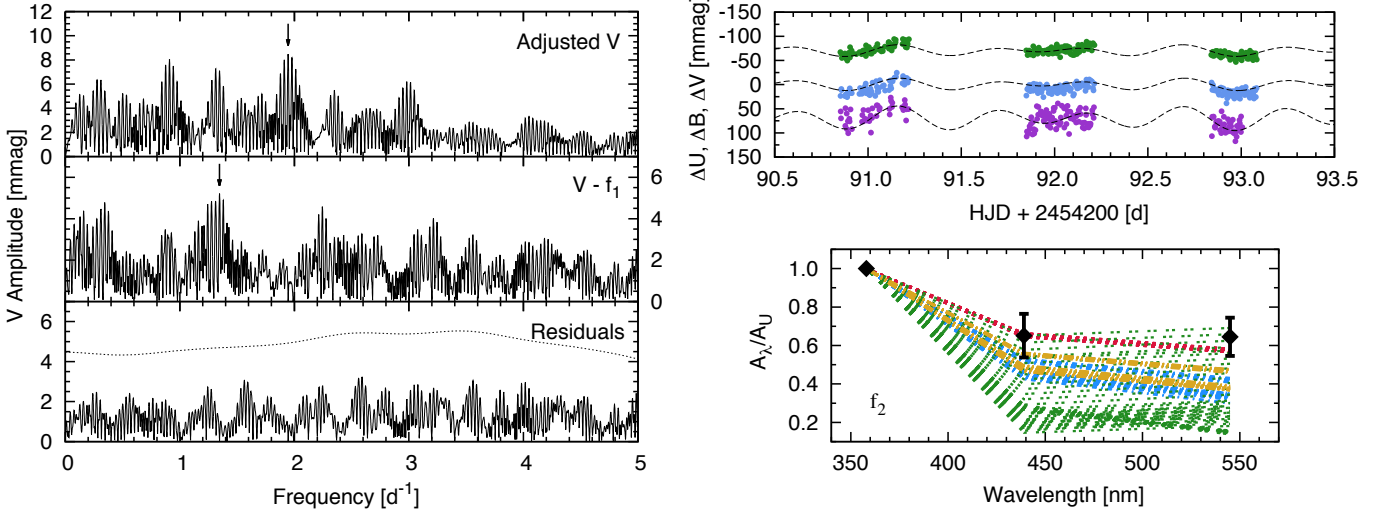 12
10
8
6
4
2
0
Adjusted V
6
4
2
0
V - f1
6
4
2
0
Residuals
0 1 2 3 4 5
Frequency [d-1]
V Amplitude [mmag]
-150
-100
-50
0
50
100
150
ΔU, ΔB, ΔV [mmag]
90.5 91.0 91.5 92.0 92.5 93.0 93.5
HJD + 2454200 [d]
1.0
0.8
0.6
0.4
0.2
Aλ/AU
f2
350 400 450 500 550
Wavelength [nm]